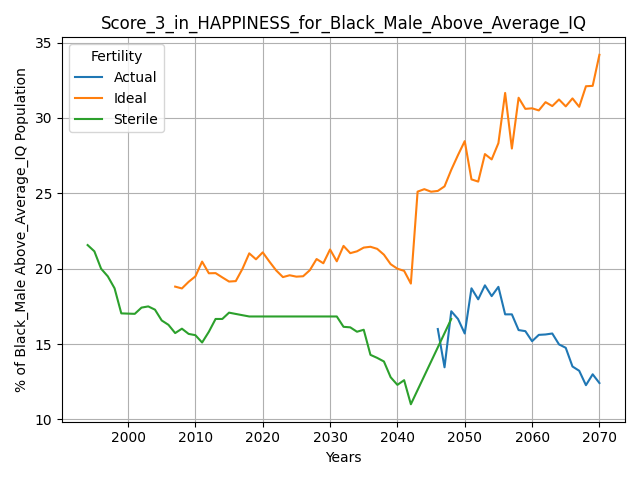 Score_3_in_HAPPINESS_for_Black_Male_Above_Average_IQ
% of Black_Male Above_Average_IQ Population
35
30
25
20
15
10
Fertility
Actual
Ideal
Sterile
2000 2010 2020 2030 2040 2050 2060 2070
Years